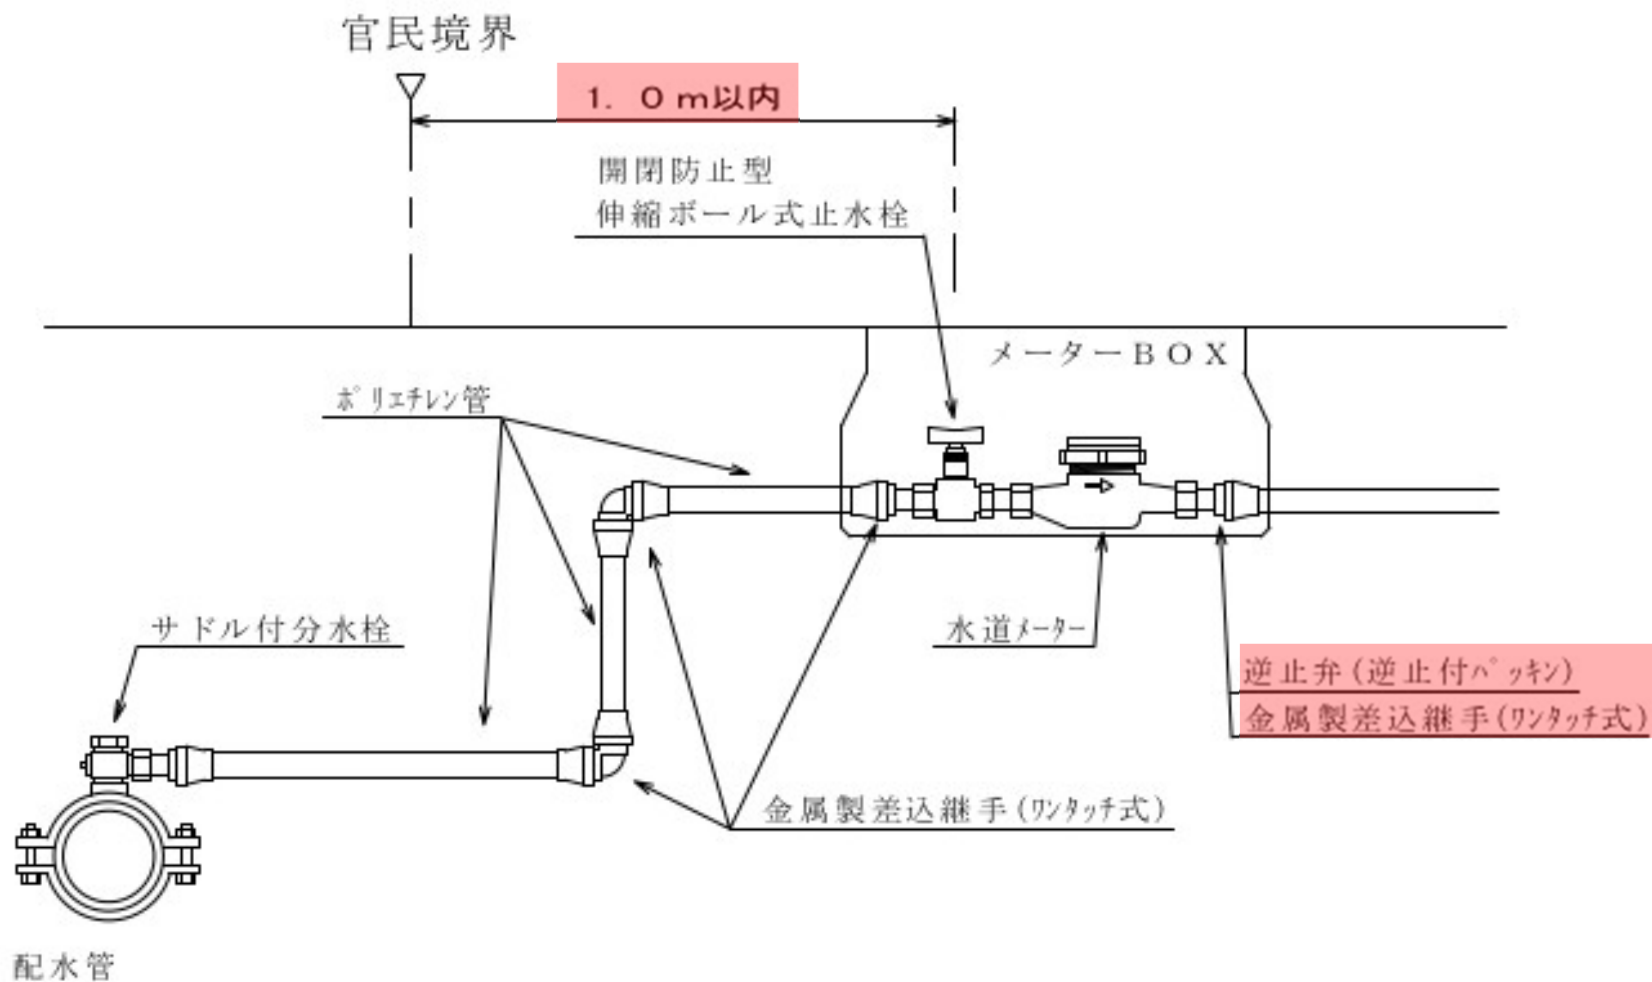 官民境界
1．0m以内
開閉防止型
伸縮ボール式止水栓
メーターBOX
ﾎﾟﾘｴﾁﾚﾝ管
サドル付分水栓
水道ﾒｰﾀｰ
逆止弁(逆止付ﾊﾟｯｷﾝ)
金属製差込継手(ﾜﾝﾀｯﾁ式)
金属製差込継手(ﾜﾝﾀｯﾁ式)
配水管